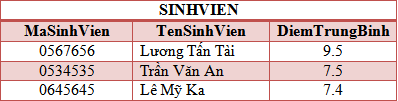 SINHVIEN
MaSinhVien TenSinhVien DiemTrungBinh
0567656 Lương Tấn Tài 9.5
0534535 Trần Văn An 7.5
0645645 Lê Mỹ Ka 7.4